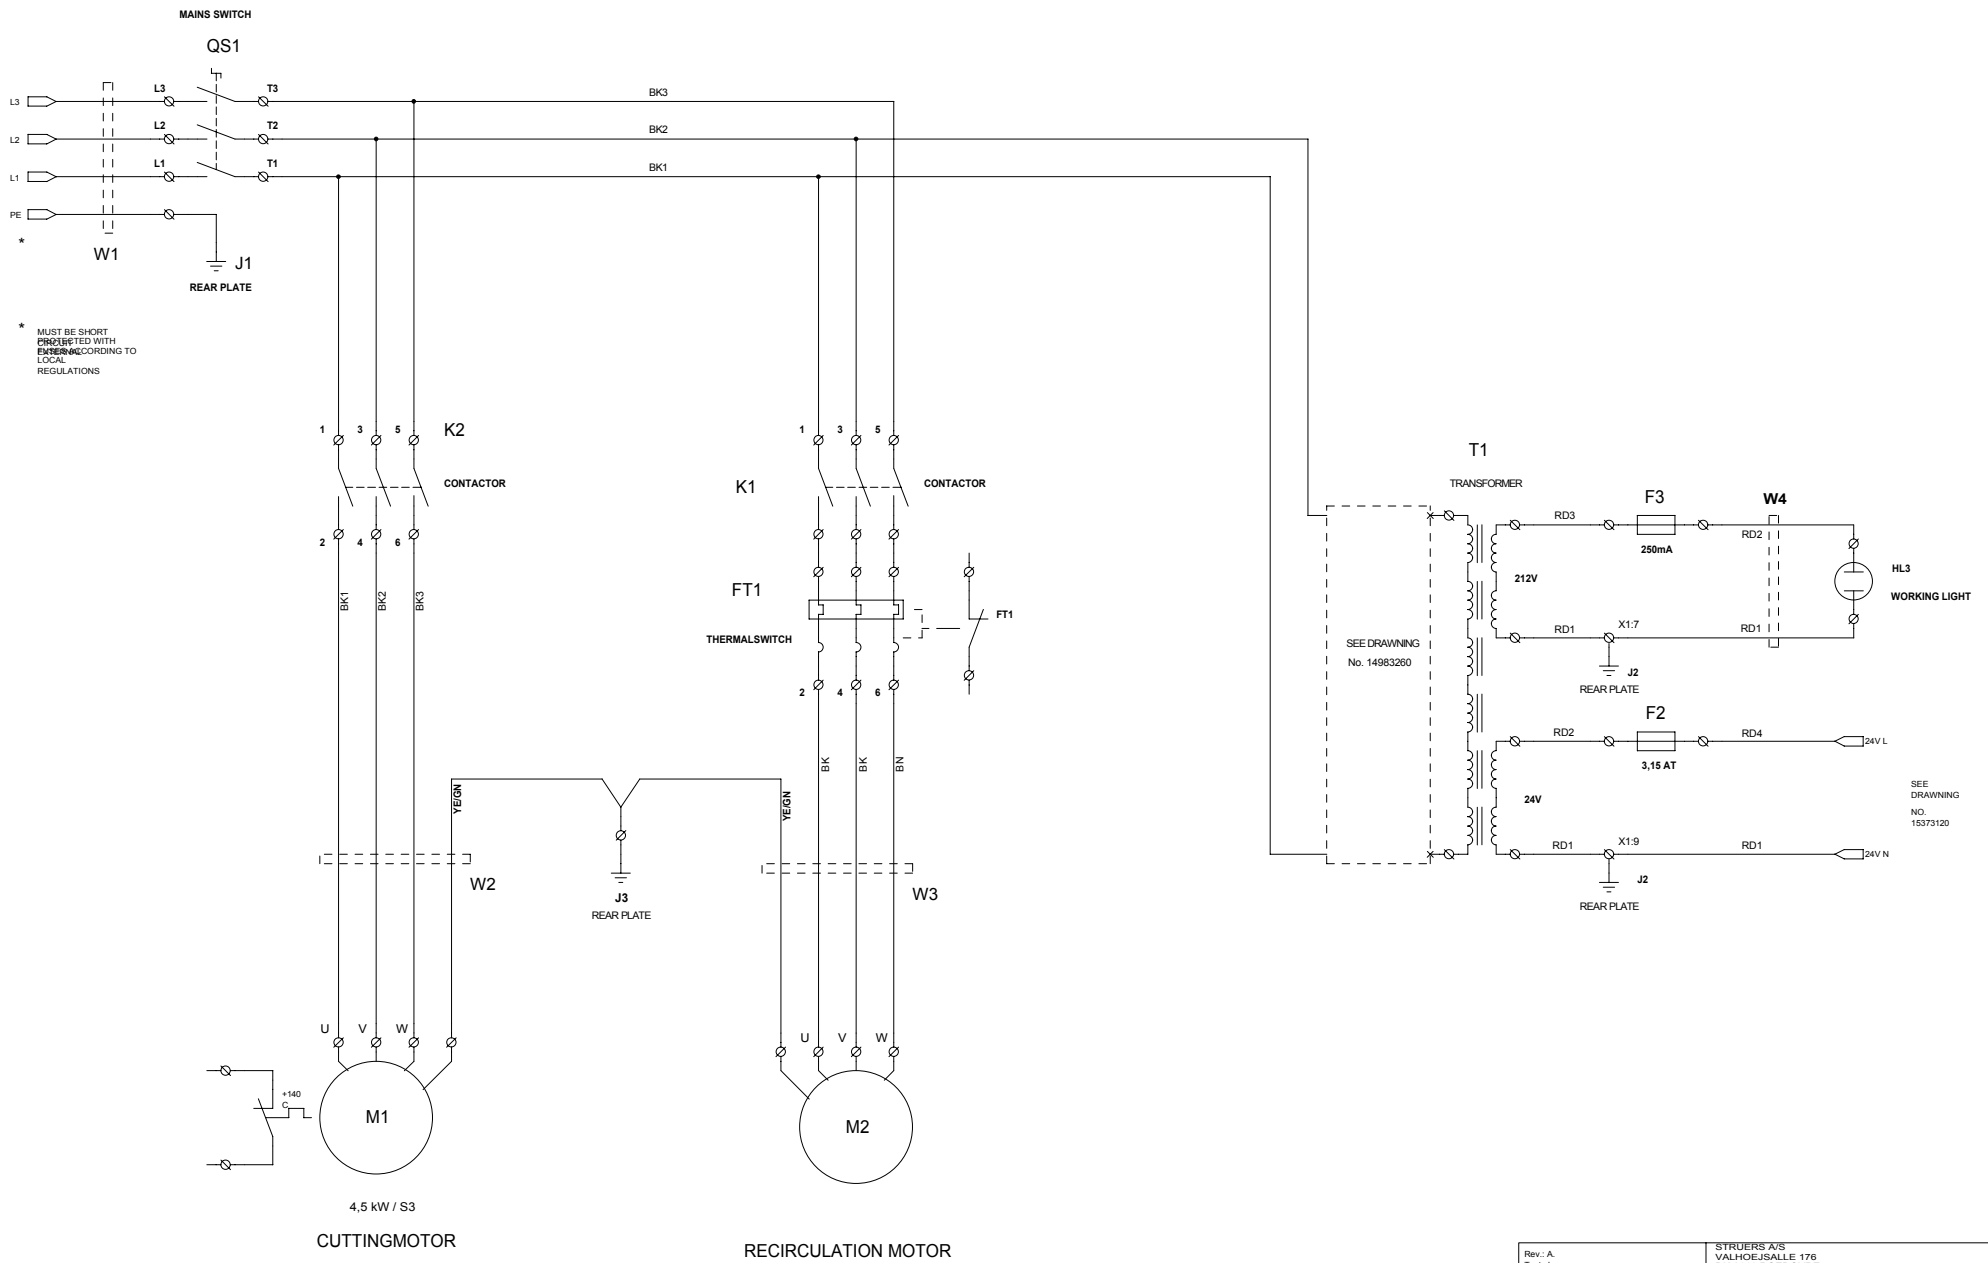 MAINS SWITCH
QS1
L3
L3
T3
BK3
L2
L2
T2
BK2
L1
L1
T1
BK1
PE
*
W1
J1
REAR PLATE
*
MUST BE SHORT
CIRCUIT
PROTECTED WITH
EXTERNAL
FUSES ACCORDING TO
LOCAL
REGULATIONS
1
3
5
K2
CONTACTOR
2
4
6
BK1
BK2
BK3
1
3
5
K1
CONTACTOR
FT1
THERMALSWITCH
FT1
2
4
6
BK
BK
BN
YE/GN
YE/GN
W2
J3
REAR PLATE
W3
U
V
W
+140
C
M1
4,5 kW / S3
CUTTINGMOTOR
U
V
W
M2
RECIRCULATION MOTOR
SEE DRAWNING
No. 14983260
T1
TRANSFORMER
212V
RD3
F3
250mA
RD2
W4
HL3
WORKING LIGHT
RD1
X1:7
RD1
J2
REAR PLATE
24V
RD2
F2
3,15 AT
RD4
24V L
SEE
DRAWNING
NO.
15373120
RD1
X1:9
RD1
24V N
J2
REAR PLATE
Rev.: A.
STRUERS A/S
VALHOEJSALLE 176